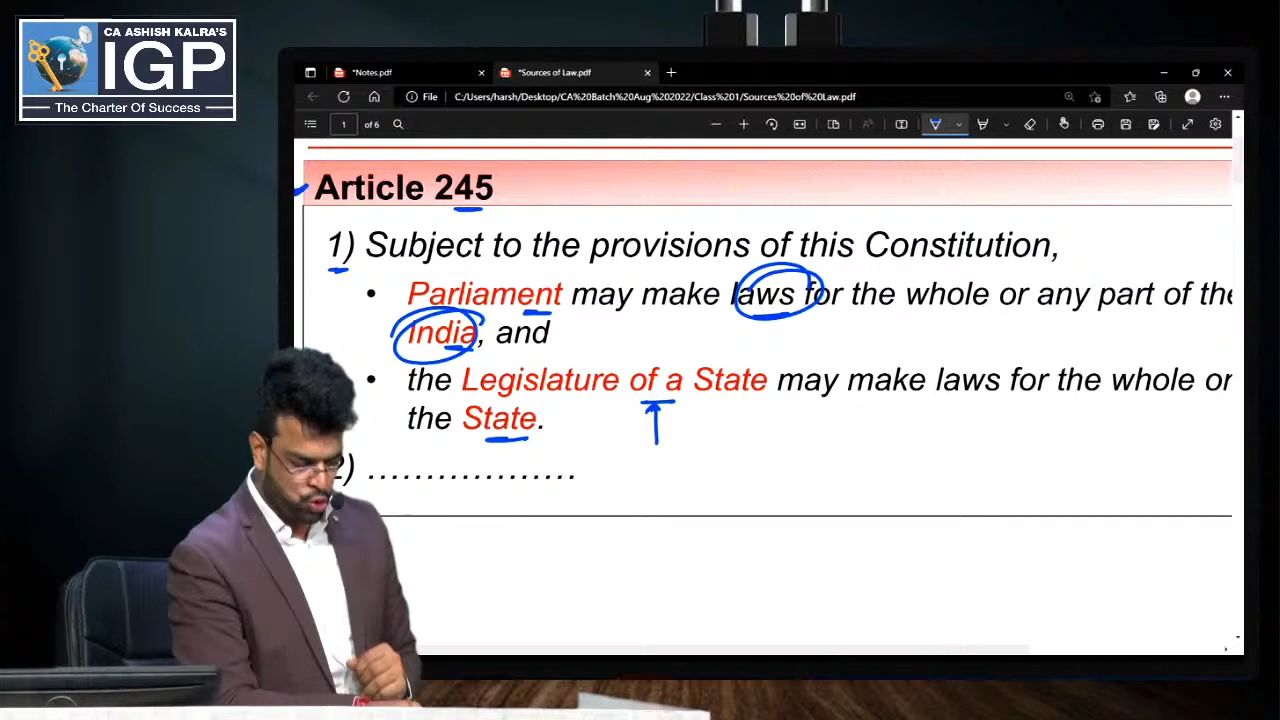 CA ASHISH KALRA'S
IGP
The Charter Of Success
*Notes.pdf
*Sources of Law.pdf
File
C:/Users/harsh/Desktop/CA%20Batch%20Aug%202022/Class%201/Sources%20of%20Law.pdf
1 of 6
Article 245
1) Subject to the provisions of this Constitution,
• Parliament may make laws for the whole or any part of the
India, and
• the Legislature of a State may make laws for the whole or
the State.
2) ………………